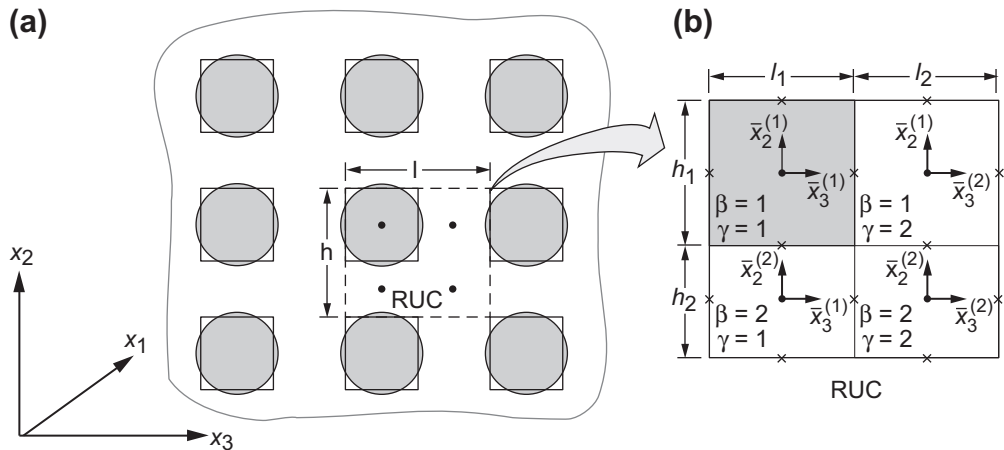 (a)
l
h
RUC
x₂
x₁
x₃
(b)
l₁ l₂
h₁
h₂
x̄₂⁽¹⁾ x̄₂⁽¹⁾
x̄₃⁽¹⁾ x̄₃⁽²⁾
β = 1 β = 1
γ = 1 γ = 2
x̄₂⁽²⁾ x̄₂⁽²⁾
x̄₃⁽¹⁾ x̄₃⁽²⁾
β = 2 β = 2
γ = 1 γ = 2
RUC